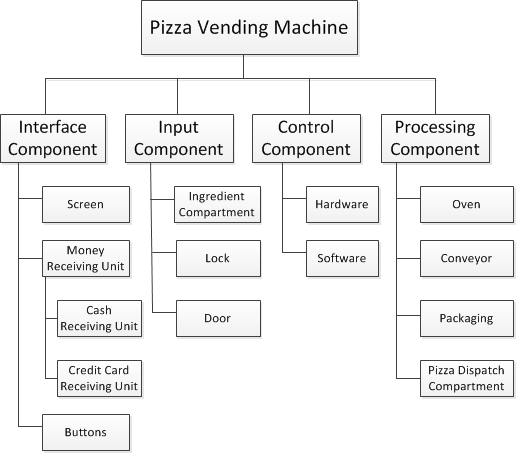 Pizza Vending Machine
Interface
Component
Input
Component
Control
Component
Processing
Component
Screen
Money
Receiving Unit
Cash
Receiving Unit
Credit Card
Receiving Unit
Buttons
Ingredient
Compartment
Lock
Door
Hardware
Software
Oven
Conveyor
Packaging
Pizza Dispatch
Compartment